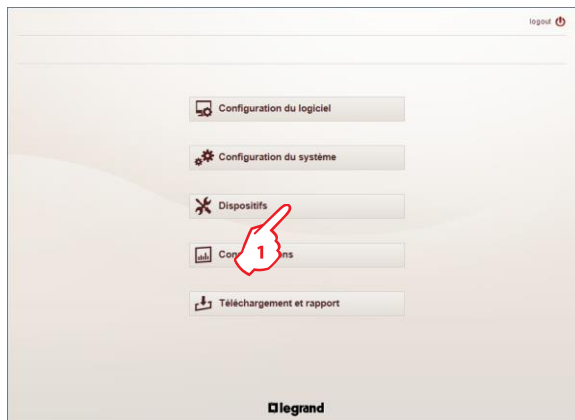 logout
Configuration du logiciel
Configuration du système
Dispositifs
1
Téléchargement et rapport
legrand